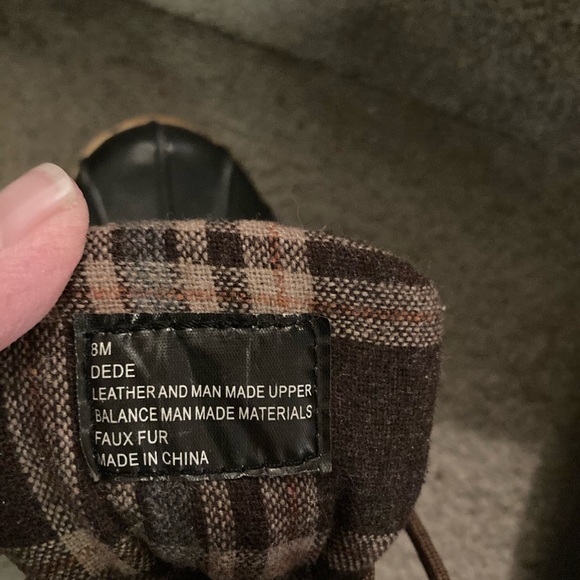 8M
DEDE
LEATHER AND MAN MADE UPPER
BALANCE MAN MADE MATERIALS
FAUX FUR
MADE IN CHINA